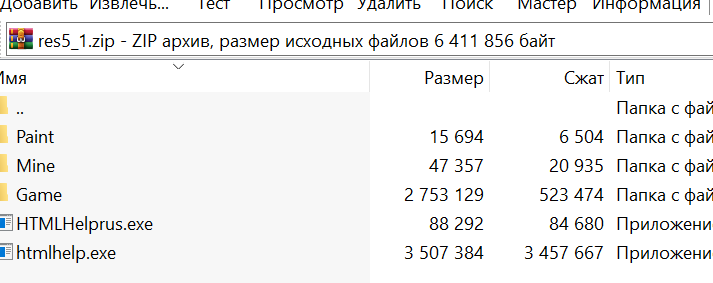 Добавить Извлечь... Тест Просмотр Удалить Поиск Мастер Информация
res5_1.zip - ZIP архив, размер исходных файлов 6 411 856 байт
Имя Размер Сжат Тип
.. Папка с фай
Paint 15 694 6 504 Папка с фай
Mine 47 357 20 935 Папка с фай
Game 2 753 129 523 474 Папка с фай
HTMLHelprus.exe 88 292 84 680 Приложение
htmlhelp.exe 3 507 384 3 457 667 Приложение